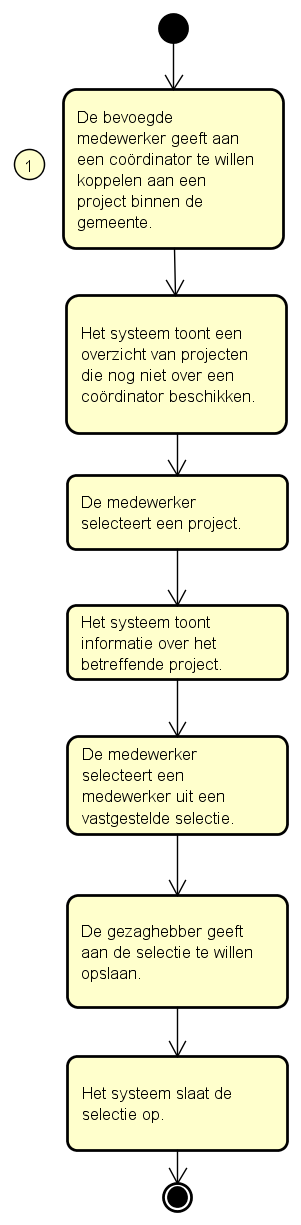 De bevoegde
medewerker geeft aan
een coördinator te willen
koppelen aan een
project binnen de
gemeente.
1
Het systeem toont een
overzicht van projecten
die nog niet over een
coördinator beschikken.
De medewerker
selecteert een project.
Het systeem toont
informatie over het
betreffende project.
De medewerker
selecteert een
medewerker uit een
vastgestelde selectie.
De gezaghebber geeft
aan de selectie te willen
opslaan.
Het systeem slaat de
selectie op.